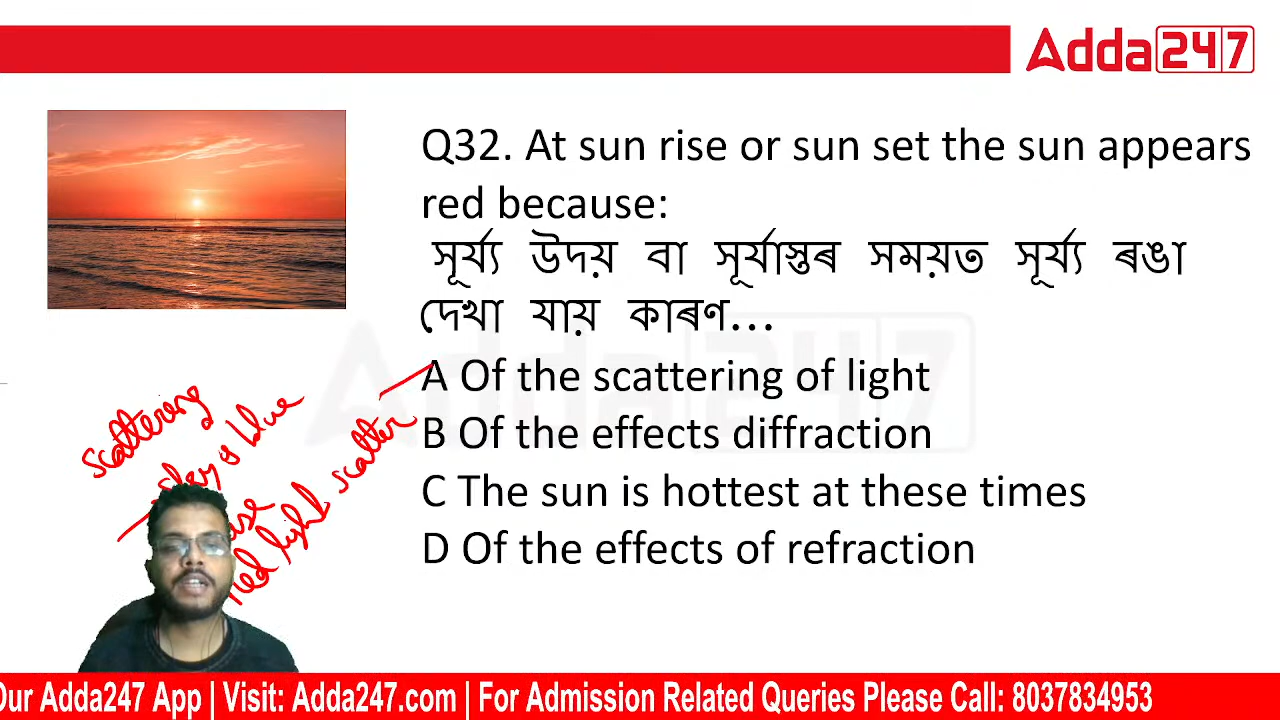 Adda247
Q32. At sun rise or sun set the sun appears
red because:
সূৰ্য্য উদয় বা সূৰ্যাস্তৰ সময়ত সূৰ্য্য ৰঙা
দেখা যায় কাৰণ...
A Of the scattering of light
B Of the effects diffraction
C The sun is hottest at these times
D Of the effects of refraction
scattering
blue
red light scatter
Our Adda247 App | Visit: Adda247.com | For Admission Related Queries Please Call: 8037834953